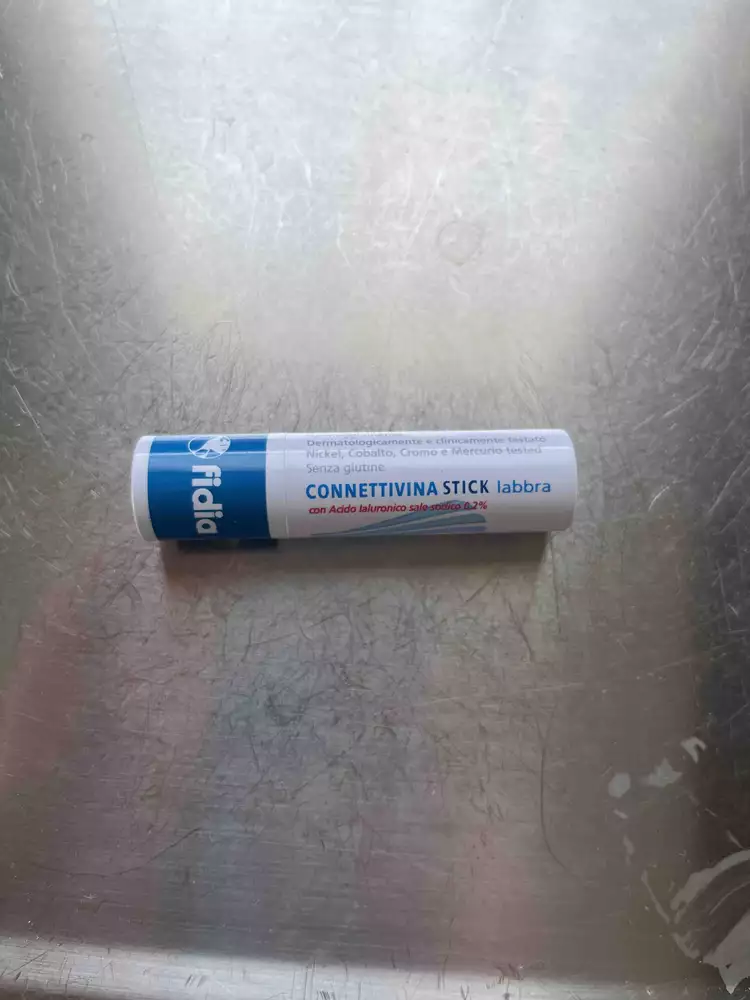 Dermatologicamente e clinicamente testato
Nickel, Cobalto, Cromo e Mercurio tested
Senza glutine
CONNETTIVINA STICK labbra
con Acido Ialuronico sale sodico 0,2%
fidia